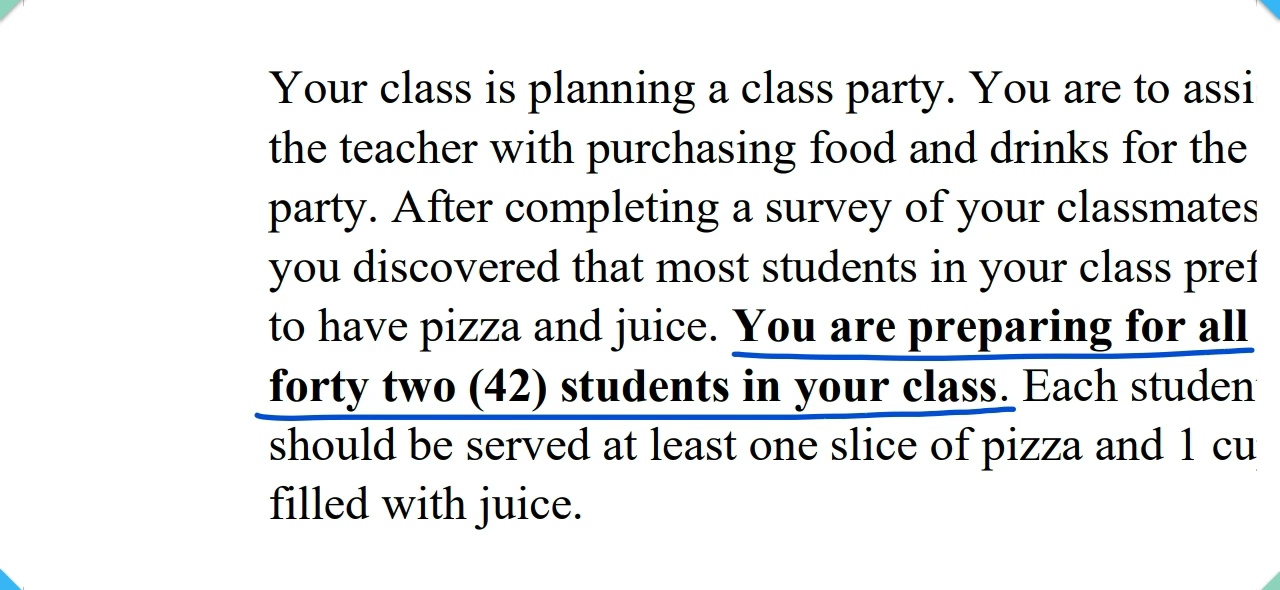 Your class is planning a class party. You are to assi
the teacher with purchasing food and drinks for the
party. After completing a survey of your classmates
you discovered that most students in your class pref
to have pizza and juice. You are preparing for all
forty two (42) students in your class. Each studen
should be served at least one slice of pizza and 1 cu
filled with juice.